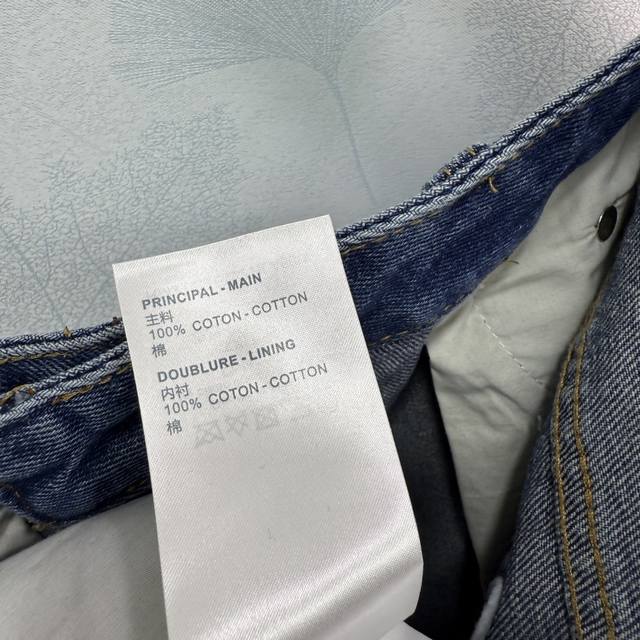 PRINCIPAL - MAIN
主料
100% COTON - COTTON
棉
DOUBLURE - LINING
内衬
100% COTON - COTTON
棉